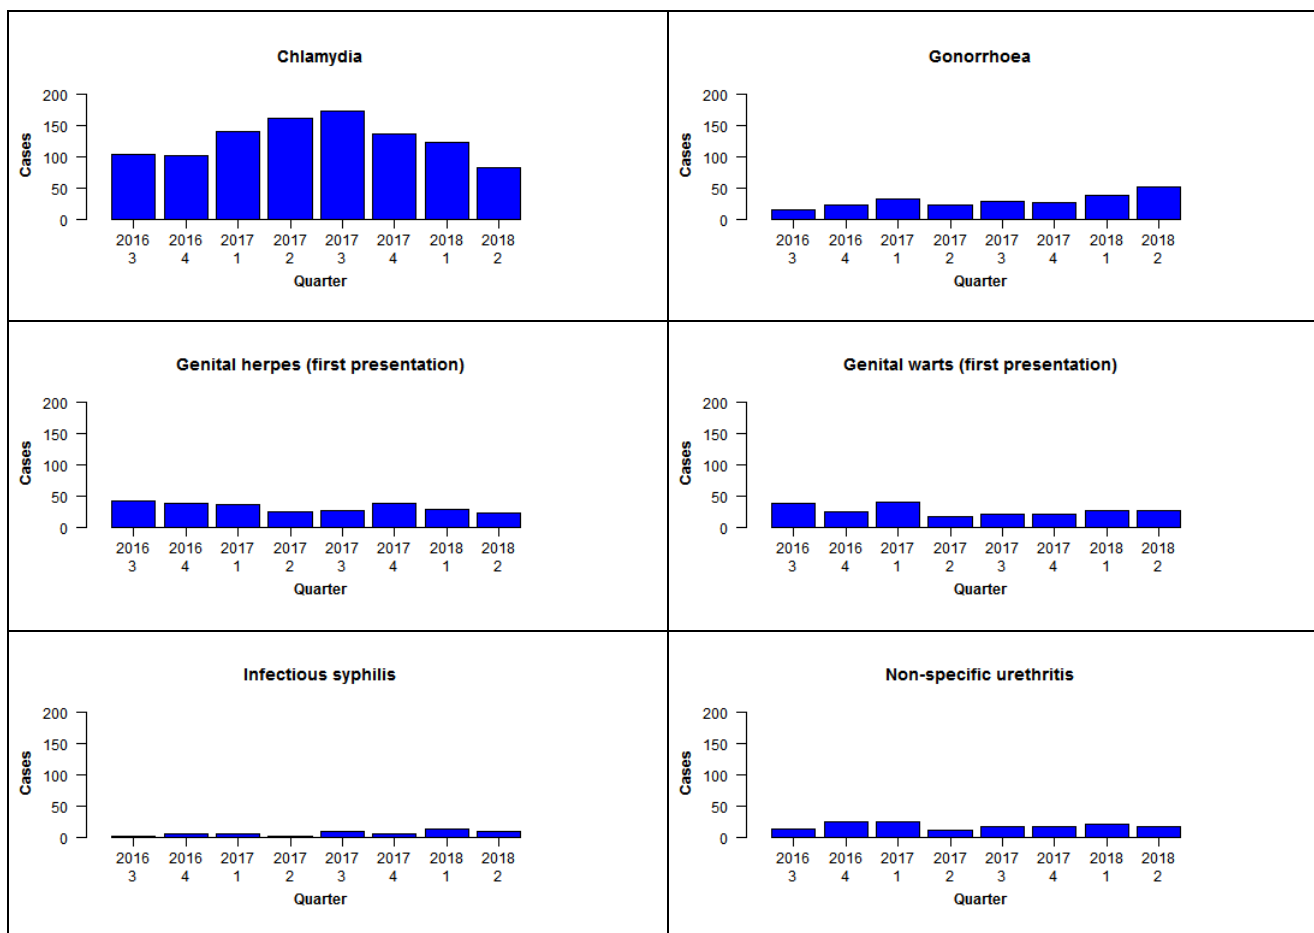 Chlamydia
200
150
100
50
0
Cases
2016 2016 2017 2017 2017 2017 2018 2018
3 4 1 2 3 4 1 2
Quarter
Gonorrhoea
200
150
100
50
0
Cases
2016 2016 2017 2017 2017 2017 2018 2018
3 4 1 2 3 4 1 2
Quarter
Genital herpes (first presentation)
200
150
100
50
0
Cases
2016 2016 2017 2017 2017 2017 2018 2018
3 4 1 2 3 4 1 2
Quarter
Genital warts (first presentation)
200
150
100
50
0
Cases
2016 2016 2017 2017 2017 2017 2018 2018
3 4 1 2 3 4 1 2
Quarter
Infectious syphilis
200
150
100
50
0
Cases
2016 2016 2017 2017 2017 2017 2018 2018
3 4 1 2 3 4 1 2
Quarter
Non-specific urethritis
200
150
100
50
0
Cases
2016 2016 2017 2017 2017 2017 2018 2018
3 4 1 2 3 4 1 2
Quarter